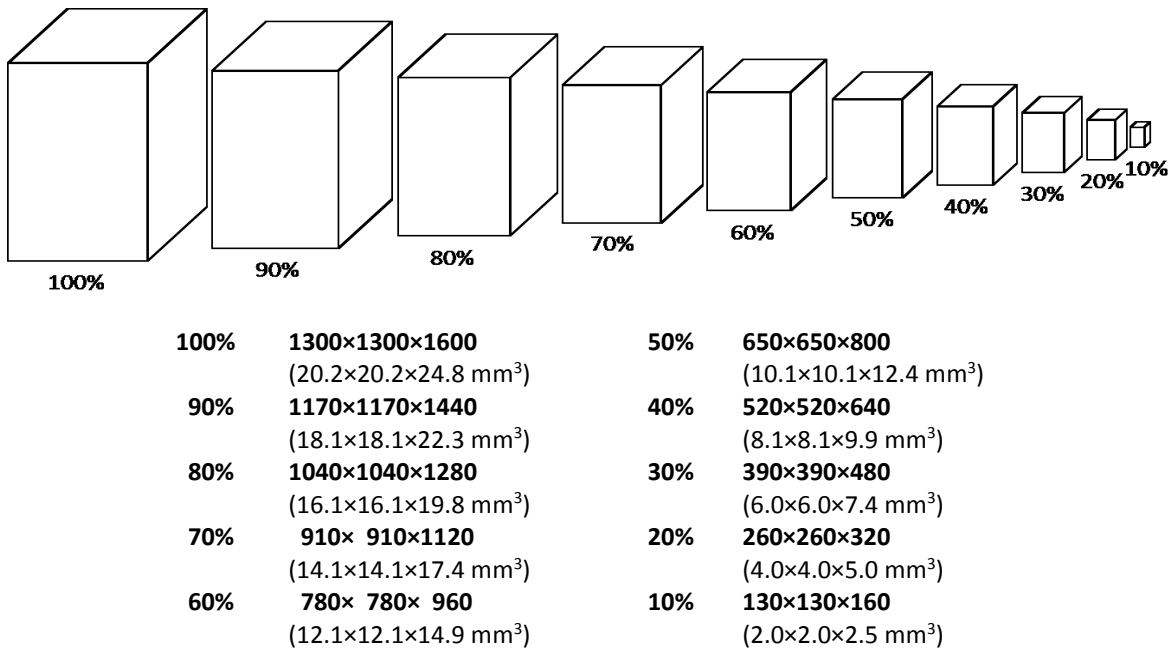 100%
90%
80%
70%
60%
50%
40%
30%
20%
10%
100% 1300×1300×1600
(20.2×20.2×24.8 mm³)
90% 1170×1170×1440
(18.1×18.1×22.3 mm³)
80% 1040×1040×1280
(16.1×16.1×19.8 mm³)
70% 910× 910×1120
(14.1×14.1×17.4 mm³)
60% 780× 780× 960
(12.1×12.1×14.9 mm³)
50% 650×650×800
(10.1×10.1×12.4 mm³)
40% 520×520×640
(8.1×8.1×9.9 mm³)
30% 390×390×480
(6.0×6.0×7.4 mm³)
20% 260×260×320
(4.0×4.0×5.0 mm³)
10% 130×130×160
(2.0×2.0×2.5 mm³)